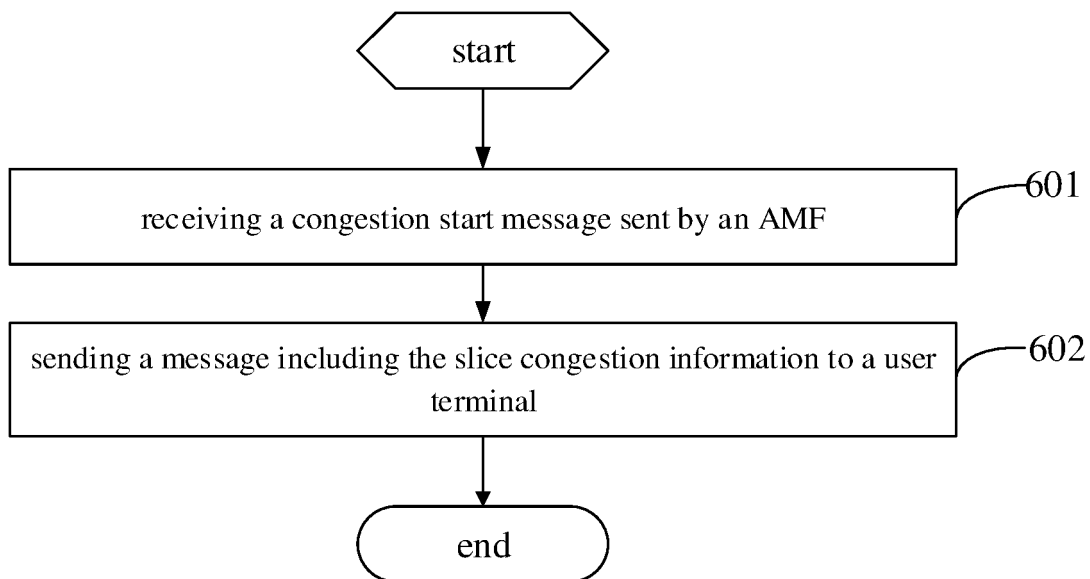 start
601
receiving a congestion start message sent by an AMF
602
sending a message including the slice congestion information to a user
terminal
end